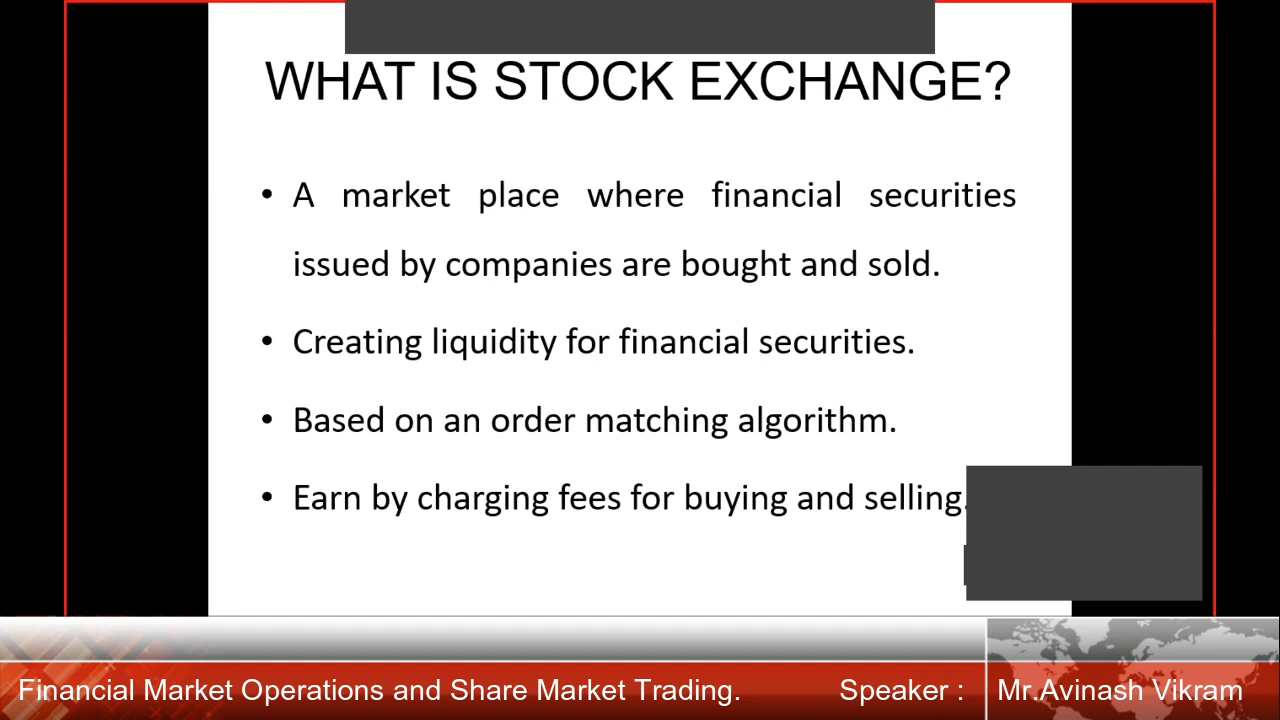 WHAT IS STOCK EXCHANGE?
• A market place where financial securities
issued by companies are bought and sold.
• Creating liquidity for financial securities.
• Based on an order matching algorithm.
• Earn by charging fees for buying and selling.
Financial Market Operations and Share Market Trading. Speaker : Mr.Avinash Vikram